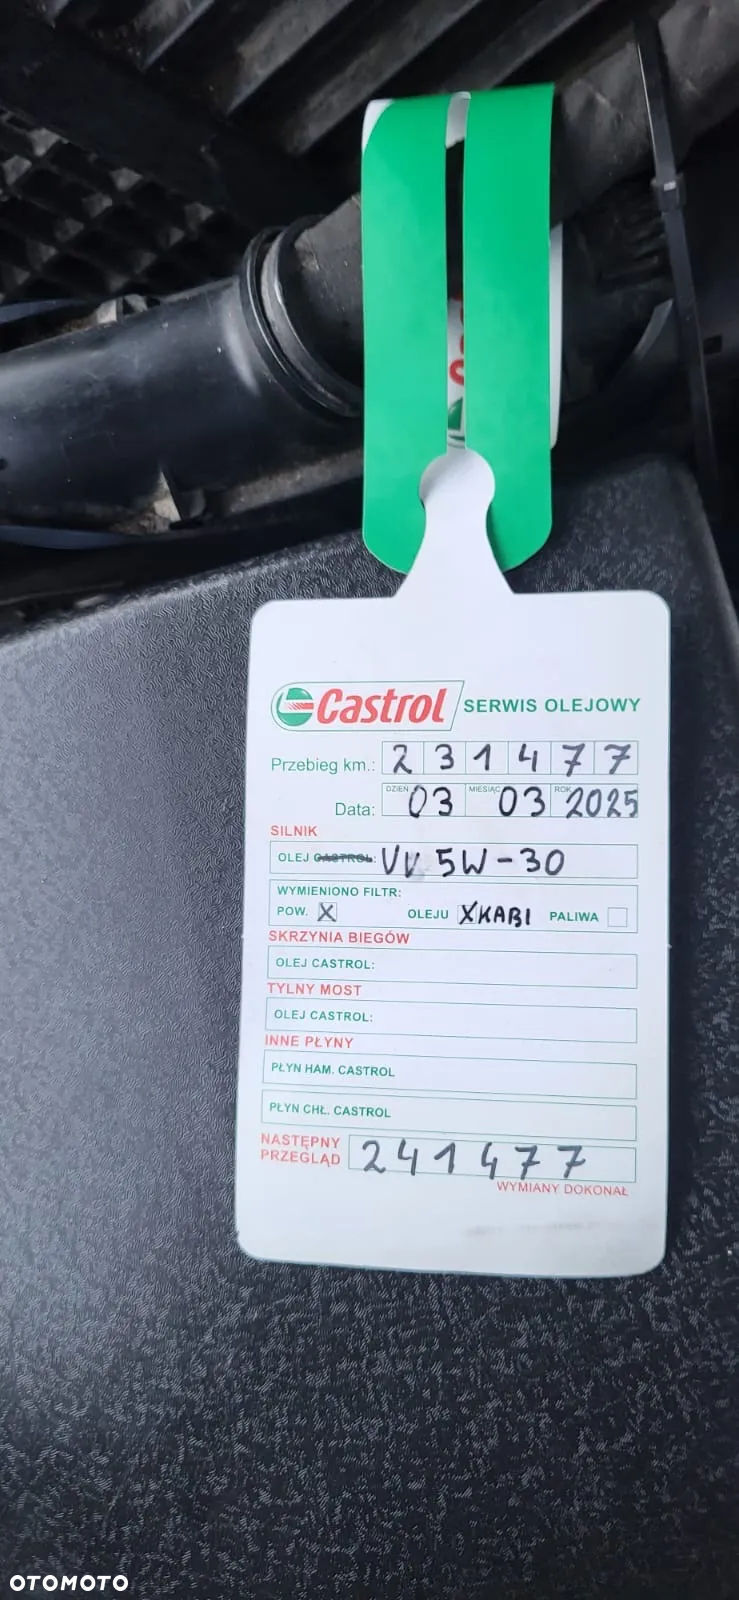 Castrol SERWIS OLEJOWY
Przebieg km.: 231477
DZIEŃ MIESIĄC ROK
Data: 03 03 2025
SILNIK
OLEJ CASTROL: VV 5W-30
WYMIENIONO FILTR:
POW. X OLEJU X KABI PALIWA
SKRZYNIA BIEGÓW
OLEJ CASTROL:
TYLNY MOST
OLEJ CASTROL:
INNE PŁYNY
PŁYN HAM. CASTROL
PŁYN CHŁ. CASTROL
NASTĘPNY
PRZEGLĄD 241477
WYMIANY DOKONAŁ
OTOMOTO